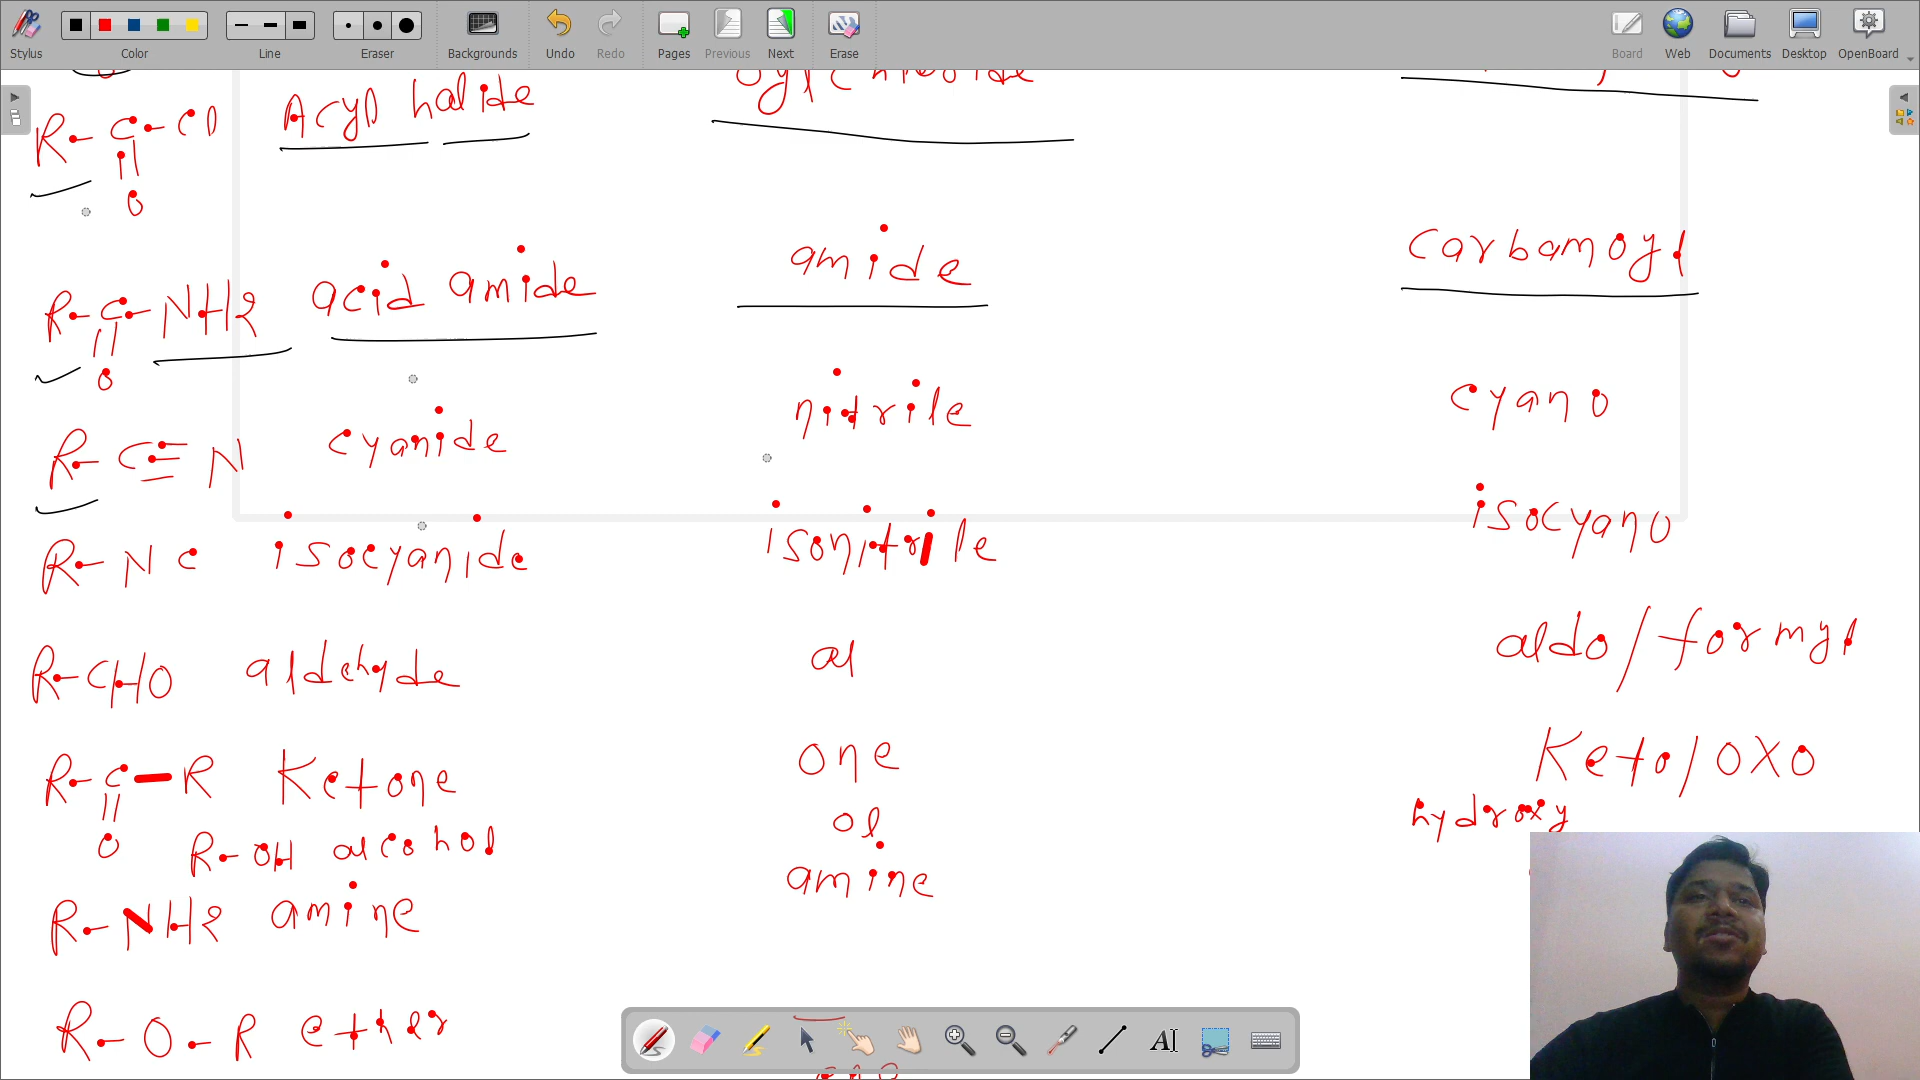 Stylus Color Line Eraser Backgrounds Undo Redo Pages Previous Next Erase Board Web Documents Desktop OpenBoard
R-C-Cl Acyl halide oylchloride
O
R-C-NH2 acid amide amide carbamoyl
O
R-C≡N cyanide nitrile cyano
R-NC isocyanide isonitrile isocyano
R-CHO aldehyde al aldo/formyl
R-C-R Ketone one Keto/oxo
O
R-OH alcohol ol hydroxy
R-NH2 amine amine
R-O-R ether